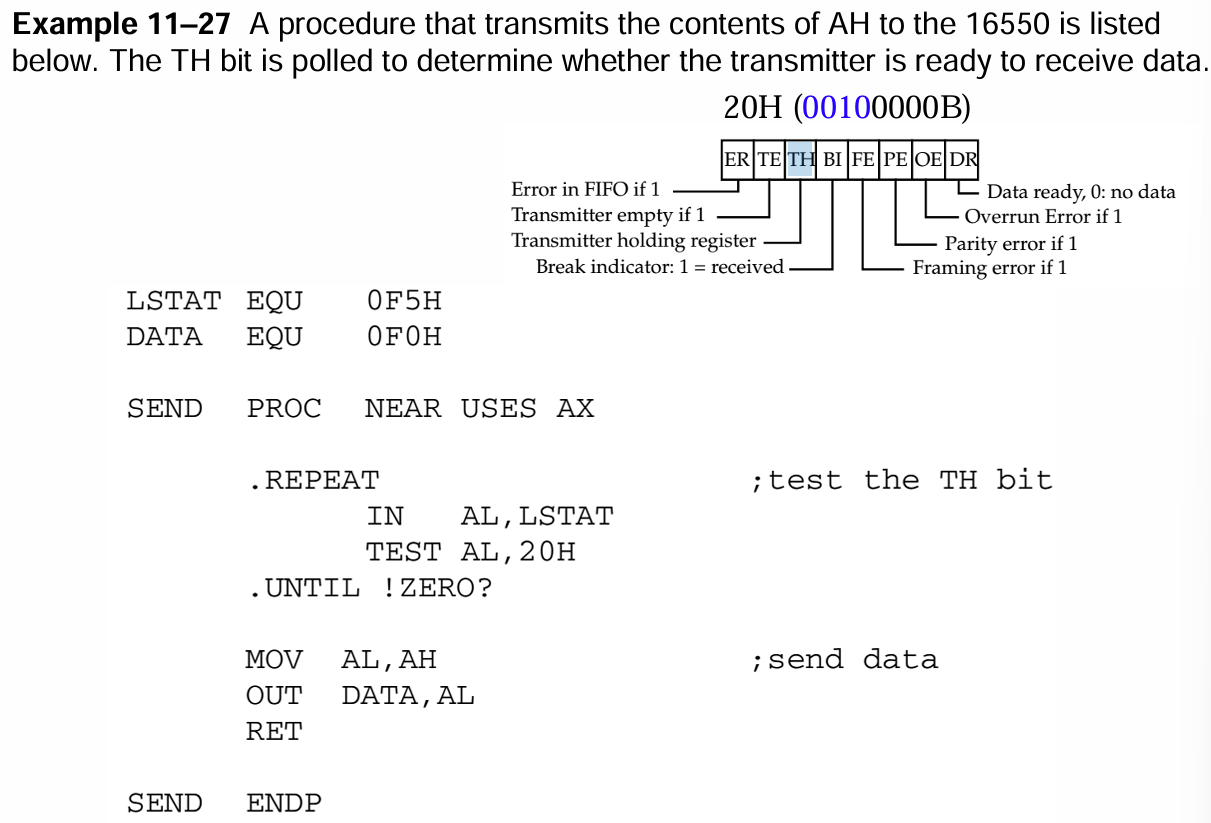 Example 11–27 A procedure that transmits the contents of AH to the 16550 is listed
below. The TH bit is polled to determine whether the transmitter is ready to receive data.
20H (00100000B)
ER TE TH BI FE PE OE DR
Error in FIFO if 1
Data ready, 0: no data
Transmitter empty if 1
Overrun Error if 1
Transmitter holding register
Parity error if 1
Break indicator: 1 = received
Framing error if 1
LSTAT EQU 0F5H
DATA EQU 0F0H
SEND PROC NEAR USES AX
.REPEAT ;test the TH bit
IN AL,LSTAT
TEST AL,20H
.UNTIL !ZERO?
MOV AL,AH ;send data
OUT DATA,AL
RET
SEND ENDP